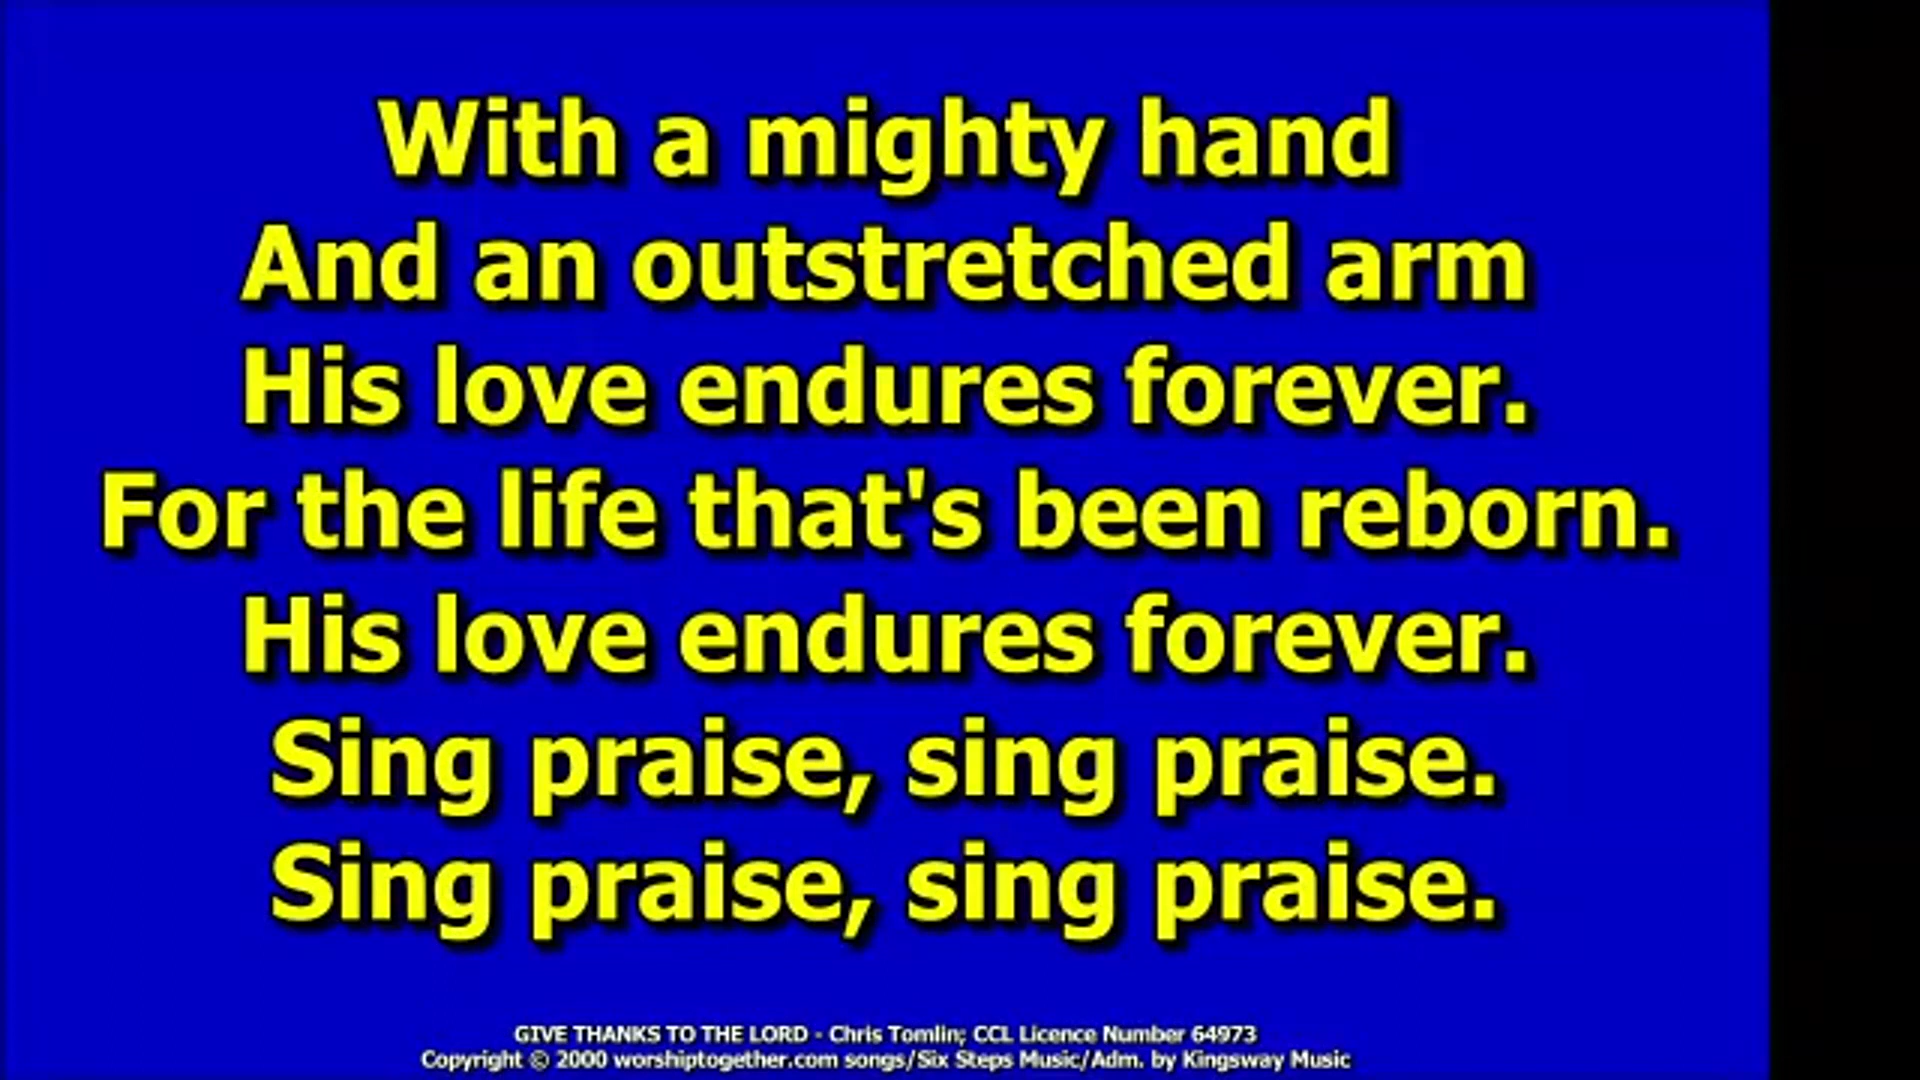 With a mighty hand
And an outstretched arm
His love endures forever.
For the life that's been reborn.
His love endures forever.
Sing praise, sing praise.
Sing praise, sing praise.
GIVE THANKS TO THE LORD - Chris Tomlin; CCL Licence Number 64973
Copyright © 2000 worshiptogether.com songs/Six Steps Music/Adm. by Kingsway Music